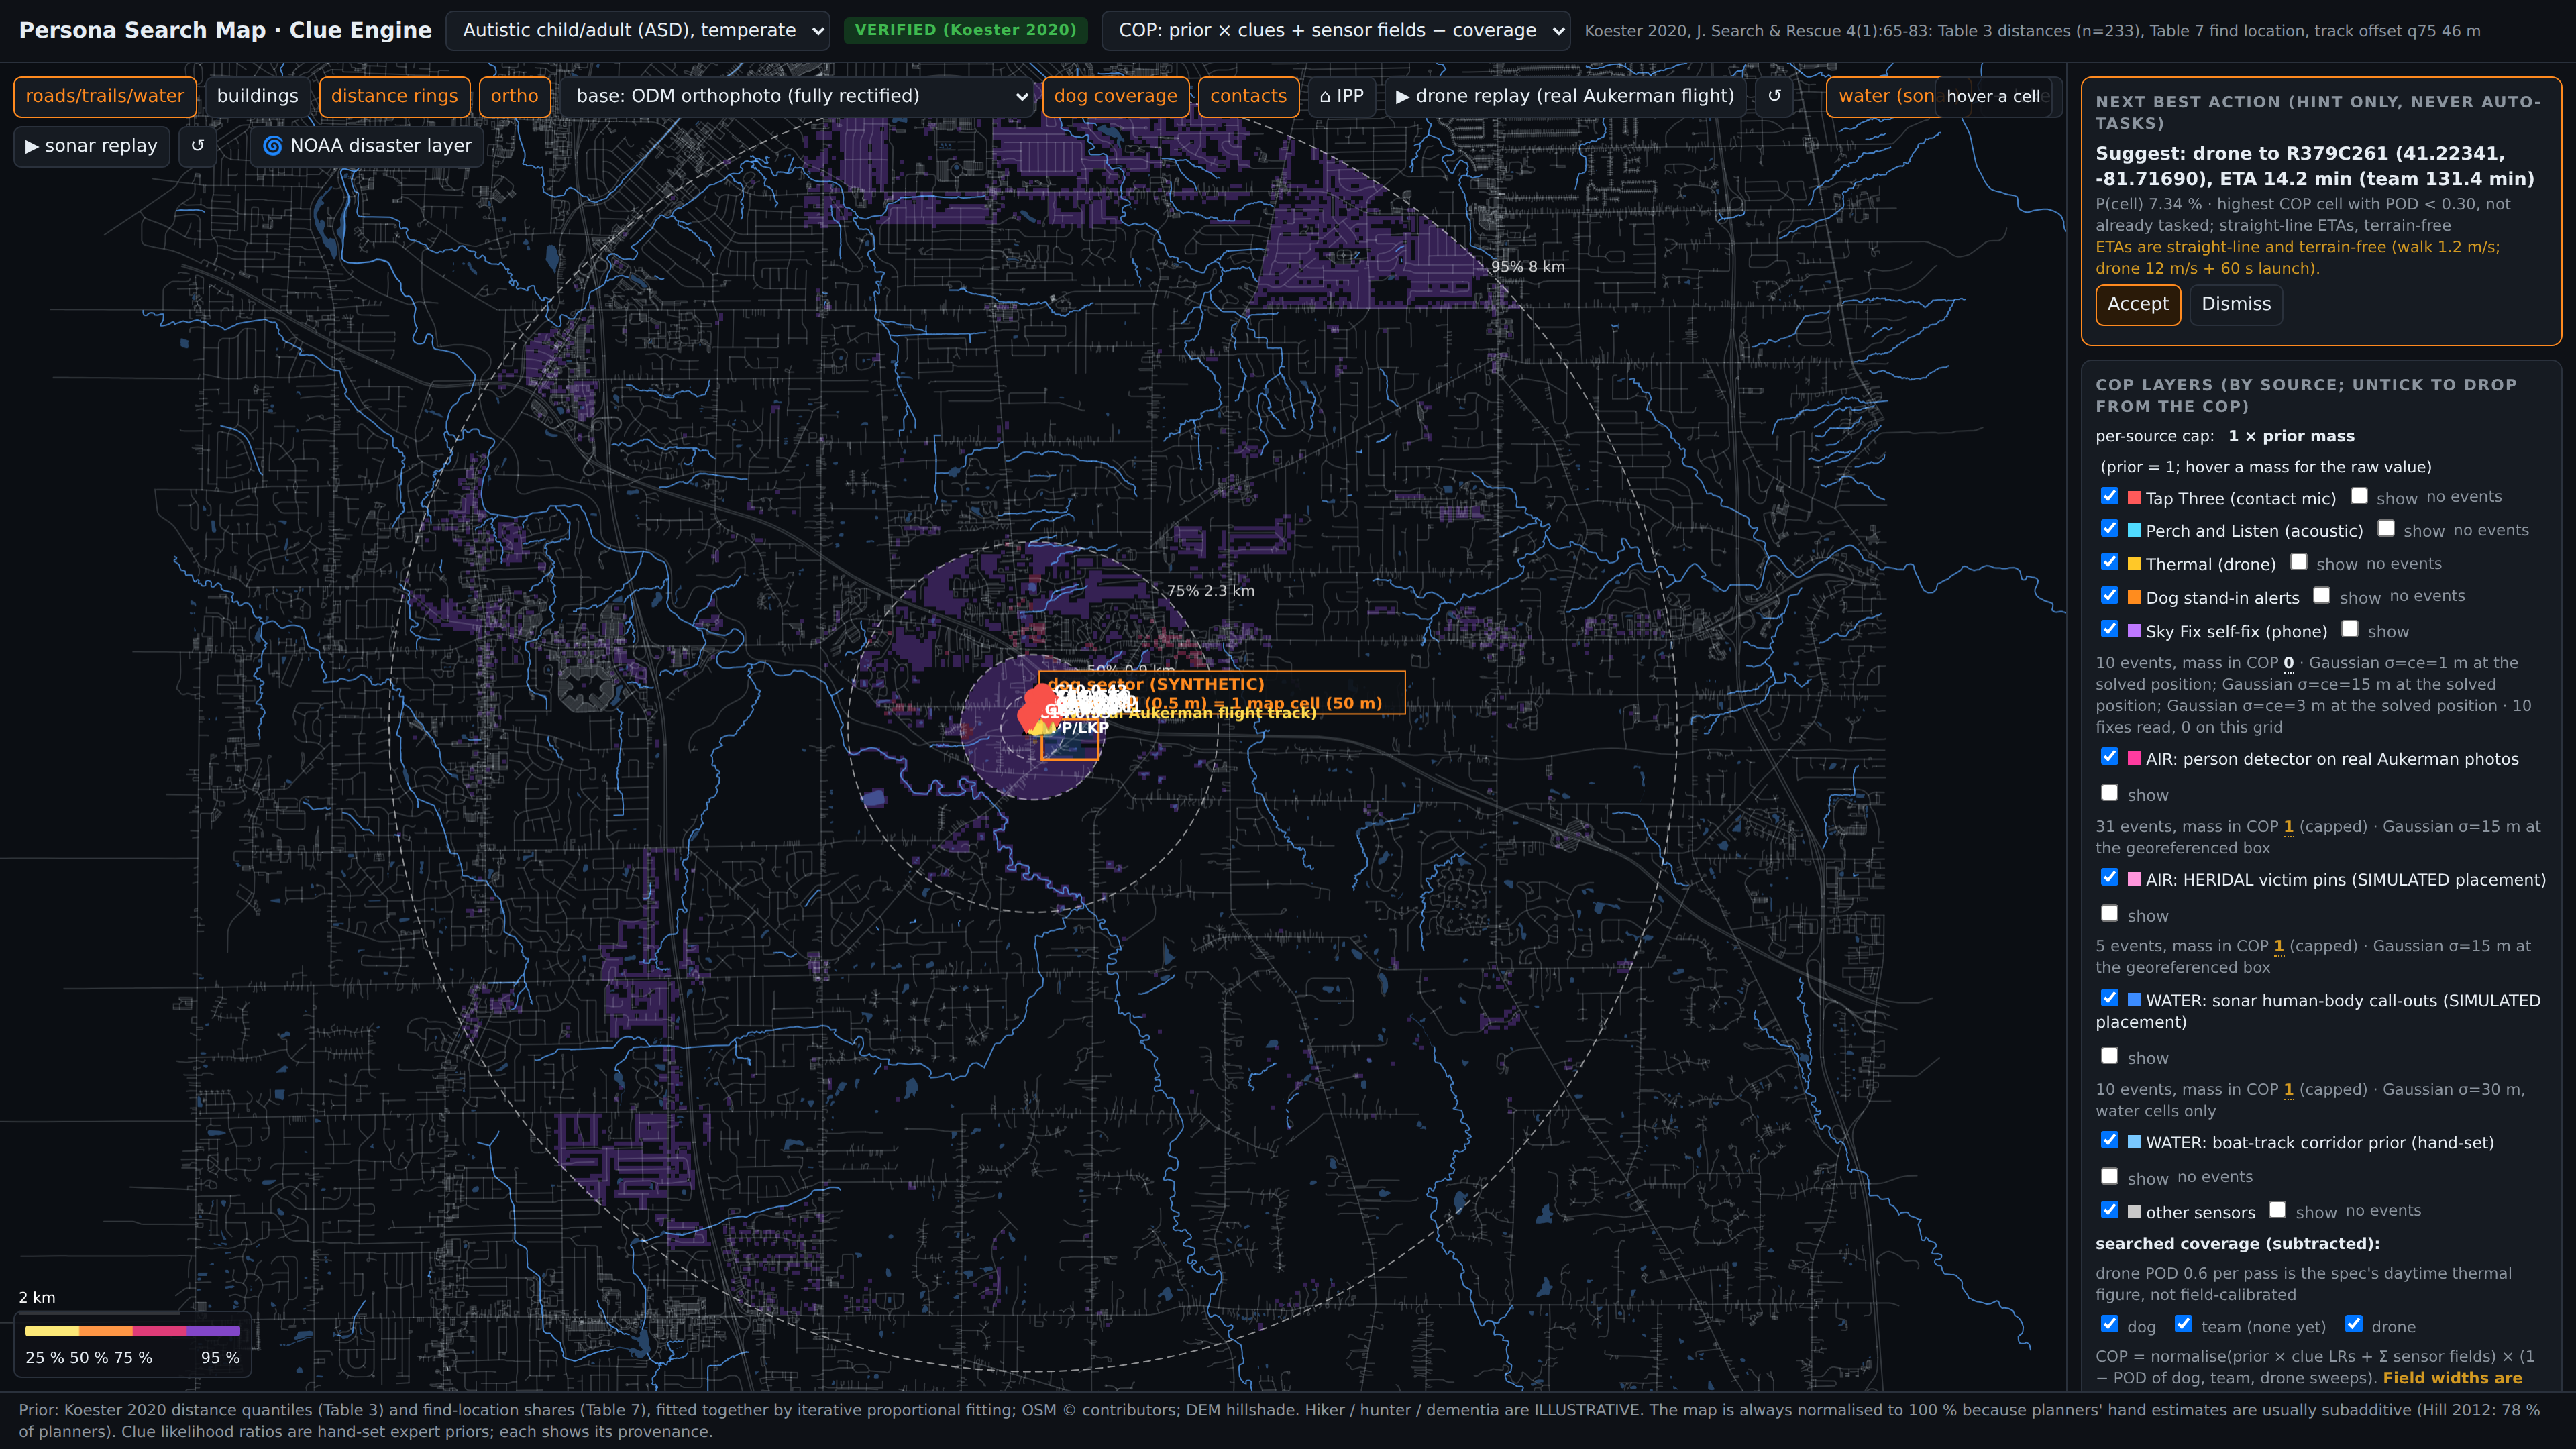 Persona Search Map · Clue Engine
Autistic child/adult (ASD), temperate
VERIFIED (Koester 2020)
COP: prior × clues + sensor fields − coverage
Koester 2020, J. Search & Rescue 4(1):65-83: Table 3 distances (n=233), Table 7 find location, track offset q75 46 m
roads/trails/water
buildings
distance rings
ortho
base: ODM orthophoto (fully rectified)
dog coverage
contacts
⌂ IPP
▶ drone replay (real Aukerman flight)
↺
water (son
hover a cell
▶ sonar replay
↺
🌀 NOAA disaster layer
95% 8 km
75% 2.3 km
50% 0.9 km
dog sector (SYNTHETIC)
(0.5 m) = 1 map cell (50 m)
Aukerman flight track)
P/LKP
2 km
25 % 50 % 75 % 95 %
NEXT BEST ACTION (HINT ONLY, NEVER AUTO-
TASKS)
Suggest: drone to R379C261 (41.22341,
-81.71690), ETA 14.2 min (team 131.4 min)
P(cell) 7.34 % · highest COP cell with POD < 0.30, not
already tasked; straight-line ETAs, terrain-free
ETAs are straight-line and terrain-free (walk 1.2 m/s;
drone 12 m/s + 60 s launch).
Accept
Dismiss
COP LAYERS (BY SOURCE; UNTICK TO DROP
FROM THE COP)
per-source cap: 1 × prior mass
(prior = 1; hover a mass for the raw value)
Tap Three (contact mic) show no events
Perch and Listen (acoustic) show no events
Thermal (drone) show no events
Dog stand-in alerts show no events
Sky Fix self-fix (phone) show
10 events, mass in COP 0 · Gaussian σ=ce=1 m at the
solved position; Gaussian σ=ce=15 m at the solved
position; Gaussian σ=ce=3 m at the solved position · 10
fixes read, 0 on this grid
AIR: person detector on real Aukerman photos
show
31 events, mass in COP 1 (capped) · Gaussian σ=15 m at
the georeferenced box
AIR: HERIDAL victim pins (SIMULATED placement)
show
5 events, mass in COP 1 (capped) · Gaussian σ=15 m at
the georeferenced box
WATER: sonar human-body call-outs (SIMULATED
placement)
show
10 events, mass in COP 1 (capped) · Gaussian σ=30 m,
water cells only
WATER: boat-track corridor prior (hand-set)
show no events
other sensors show no events
searched coverage (subtracted):
drone POD 0.6 per pass is the spec's daytime thermal
figure, not field-calibrated
dog team (none yet) drone
COP = normalise(prior × clue LRs + Σ sensor fields) × (1
− POD of dog, team, drone sweeps). Field widths are
Prior: Koester 2020 distance quantiles (Table 3) and find-location shares (Table 7), fitted together by iterative proportional fitting; OSM © contributors; DEM hillshade. Hiker / hunter / dementia are ILLUSTRATIVE. The map is always normalised to 100 % because planners' hand estimates are usually subadditive (Hill 2012: 78 %
of planners). Clue likelihood ratios are hand-set expert priors; each shows its provenance.